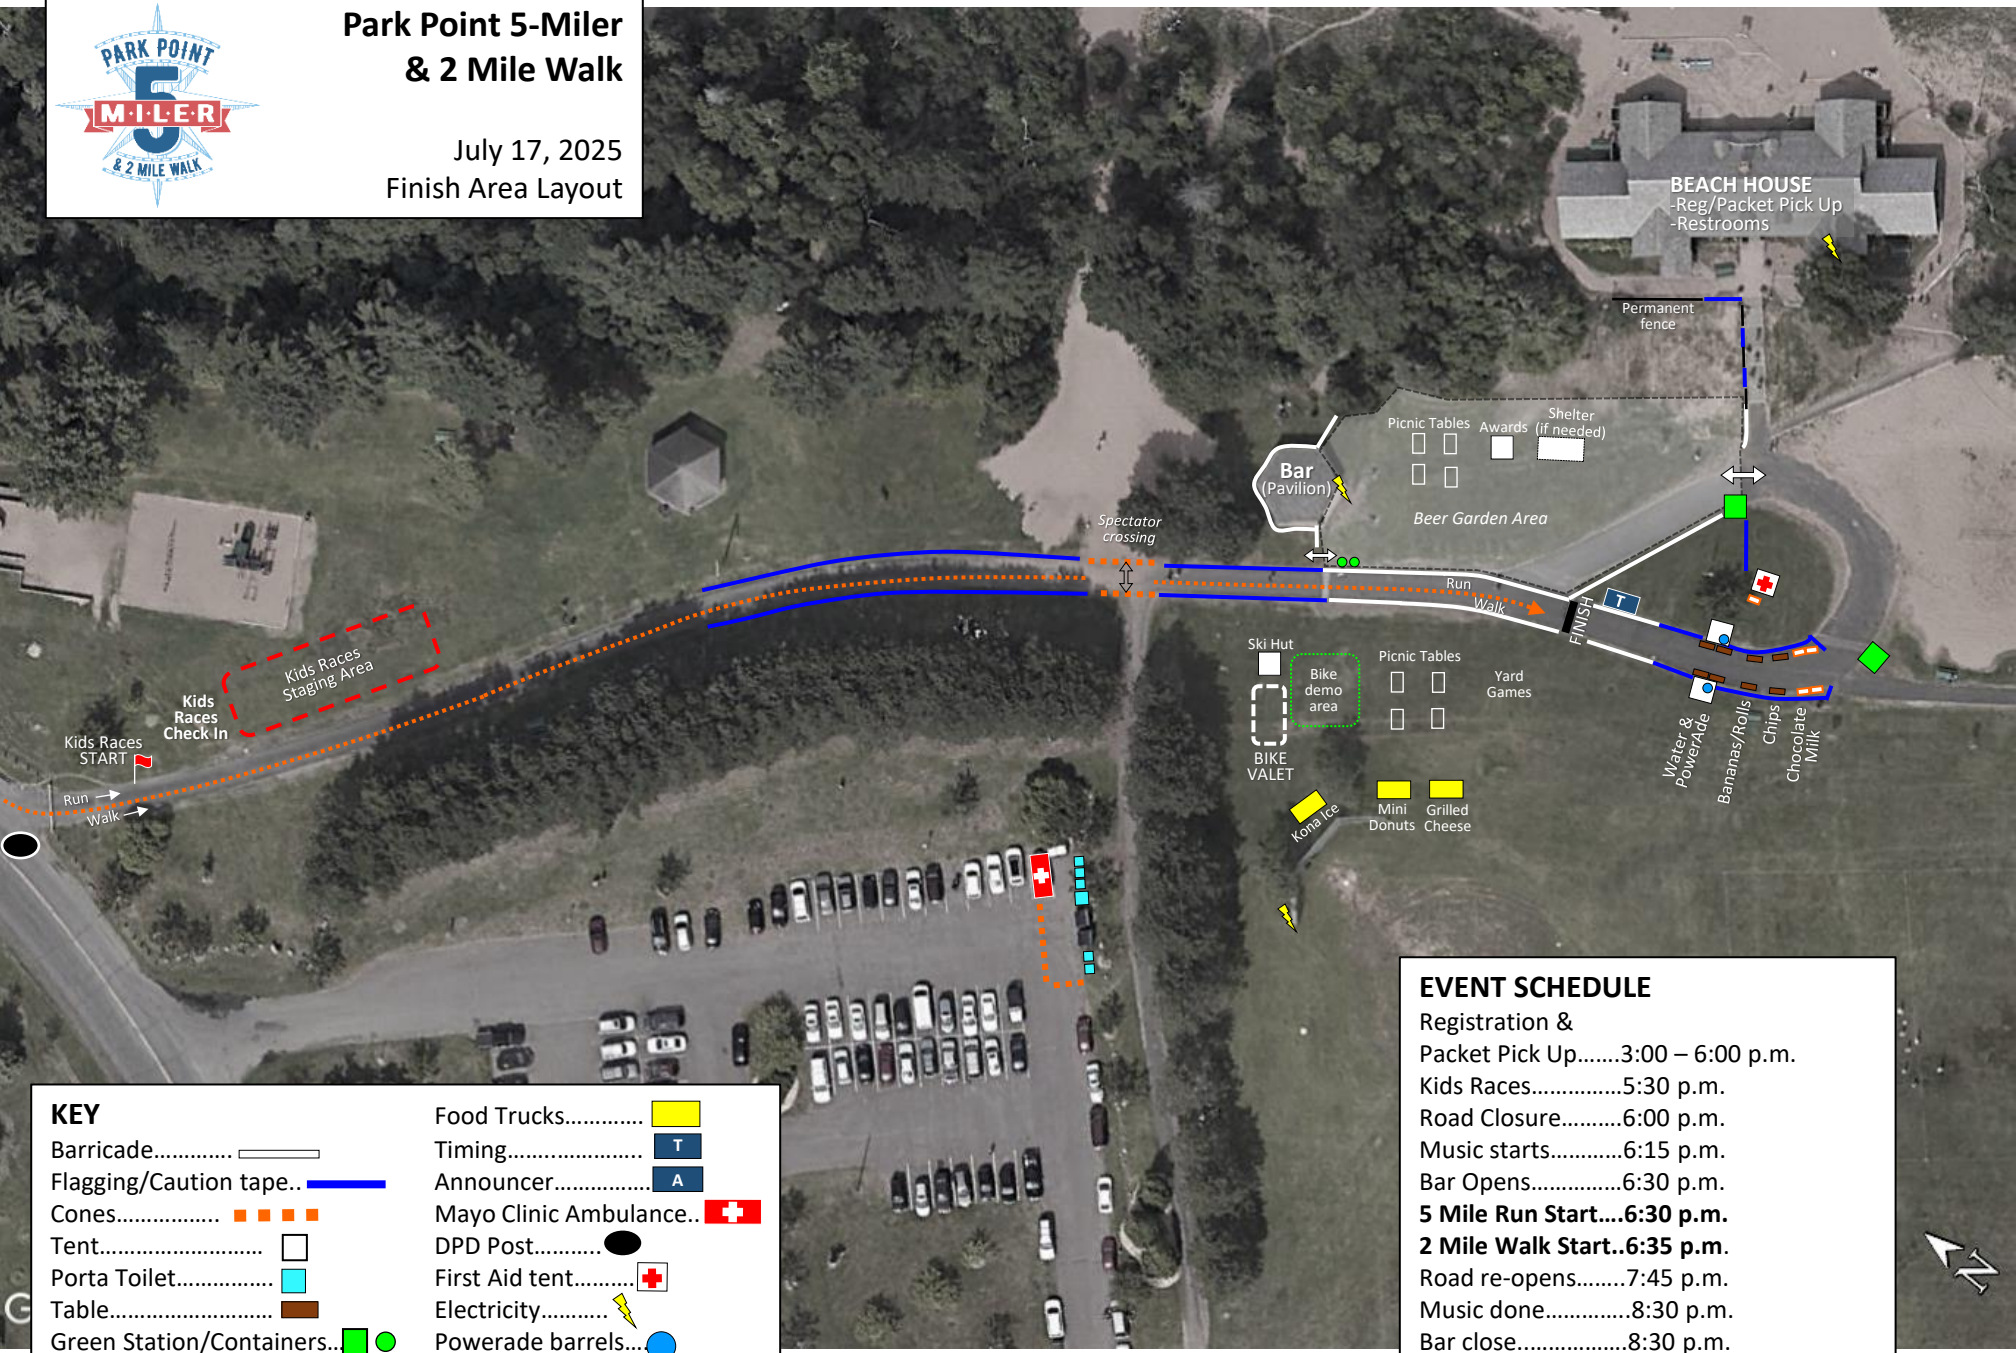 PARK POINT
5
M·I·L·E·R
& 2 MILE WALK
Park Point 5-Miler
& 2 Mile Walk
July 17, 2025
Finish Area Layout
BEACH HOUSE
-Reg/Packet Pick Up
-Restrooms
Permanent
fence
Picnic Tables
Awards
Shelter
(if needed)
Bar
(Pavilion)
Beer Garden Area
Spectator
crossing
Run
Walk
FINISH
T
Kids Races
Staging Area
Kids
Races
Check In
Kids Races
START
Run
Walk
Ski Hut
Bike
demo
area
BIKE
VALET
Picnic Tables
Yard
Games
Water &
PowerAde
Bananas/Rolls
Chips
Chocolate
Milk
Kona Ice
Mini
Donuts
Grilled
Cheese
KEY
Barricade.............
Flagging/Caution tape..
Cones.................
Tent...........................
Porta Toilet................
Table...........................
Green Station/Containers...
Food Trucks.............
Timing.....................
T
Announcer................
A
Mayo Clinic Ambulance..
DPD Post...........
First Aid tent..........
Electricity...........
Powerade barrels....
EVENT SCHEDULE
Registration &
Packet Pick Up.......3:00 – 6:00 p.m.
Kids Races...............5:30 p.m.
Road Closure..........6:00 p.m.
Music starts............6:15 p.m.
Bar Opens...............6:30 p.m.
5 Mile Run Start....6:30 p.m.
2 Mile Walk Start..6:35 p.m.
Road re-opens........7:45 p.m.
Music done..............8:30 p.m.
Bar close.................8:30 p.m.
N
G